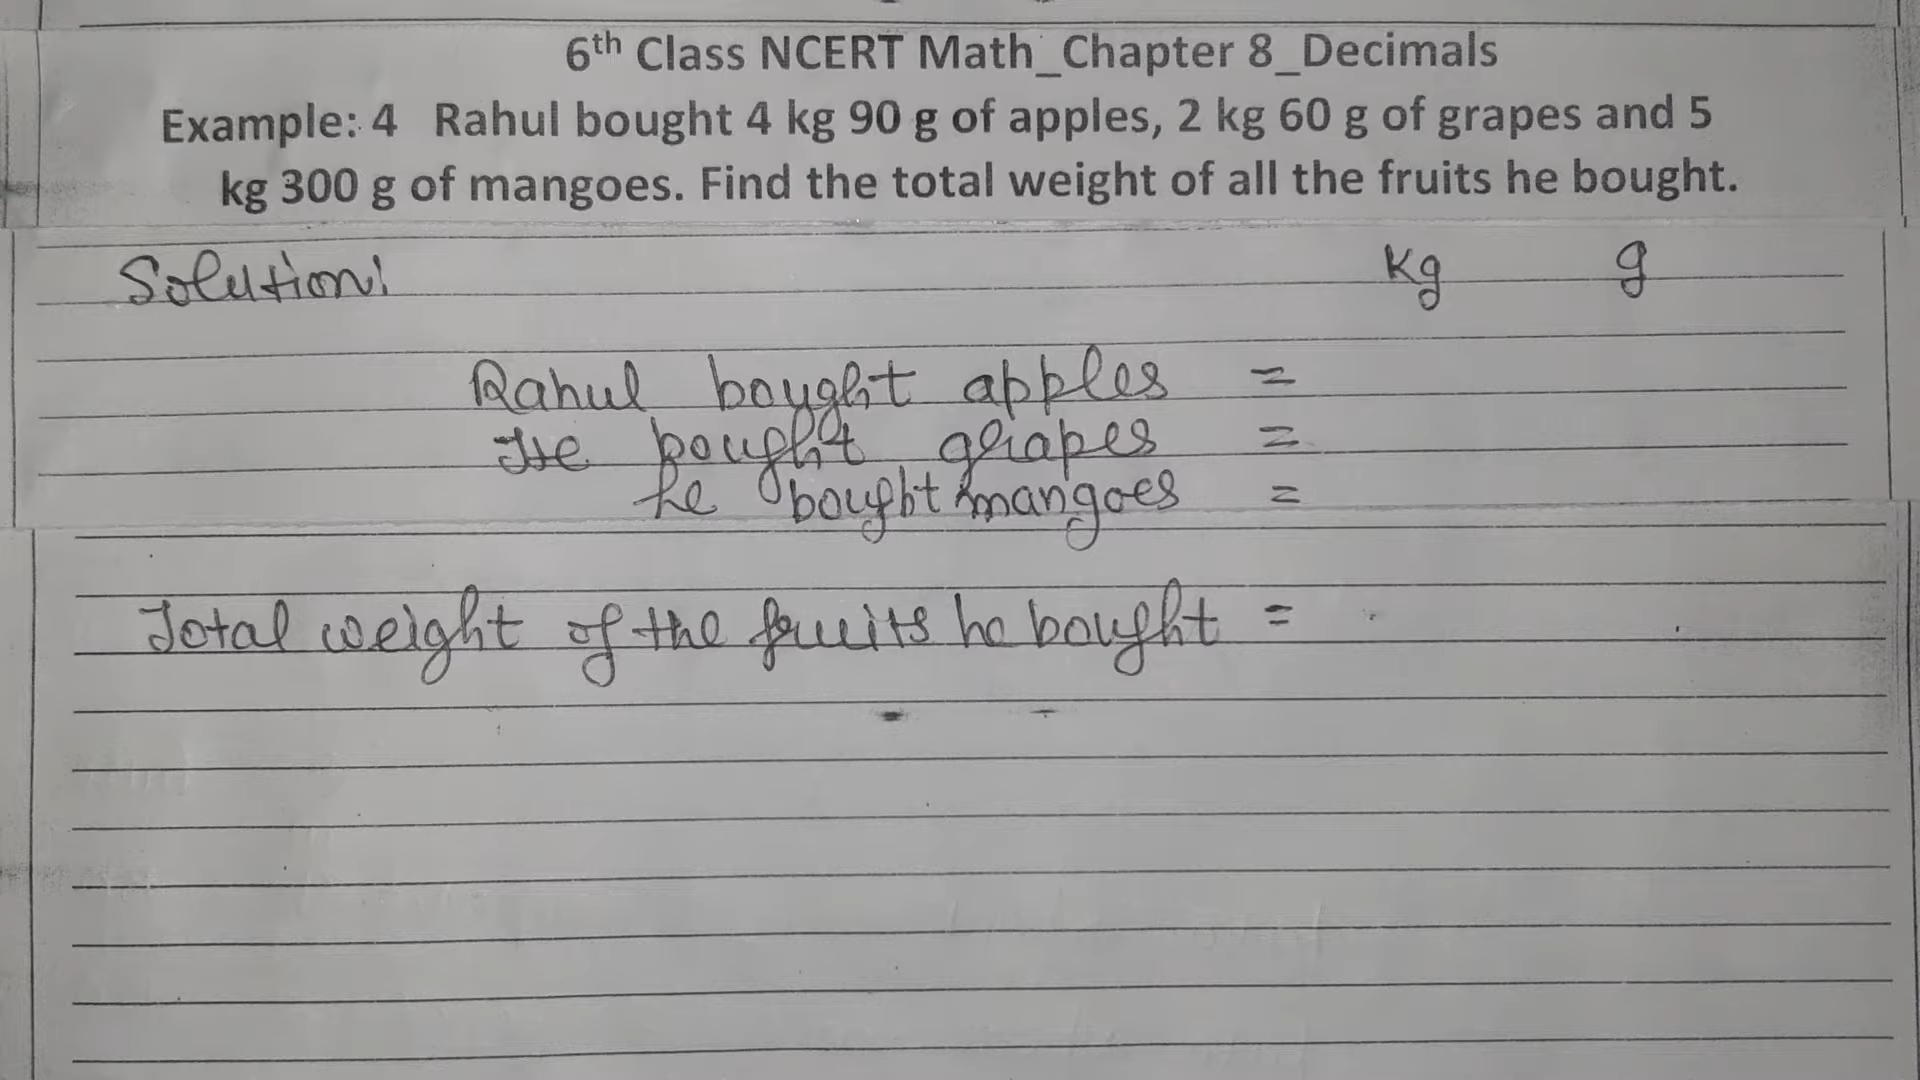 6th Class NCERT Math_Chapter 8_Decimals
Example: 4 Rahul bought 4 kg 90 g of apples, 2 kg 60 g of grapes and 5
kg 300 g of mangoes. Find the total weight of all the fruits he bought.
Solution: Kg g
Rahul bought apples =
He bought grapes =
he bought mangoes =
Total weight of the fruits he bought =